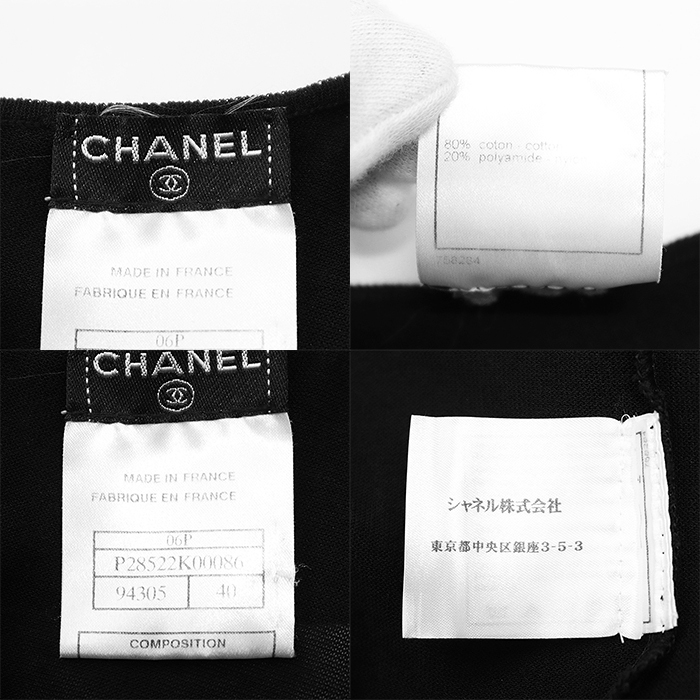 CHANEL
MADE IN FRANCE
FABRIQUE EN FRANCE
06P
80% coton - cotton
20% polyamide -
758294
CHANEL
MADE IN FRANCE
FABRIQUE EN FRANCE
06P
P28522K00086
94305 40
COMPOSITION
シャネル株式会社
東京都中央区銀座3-5-3